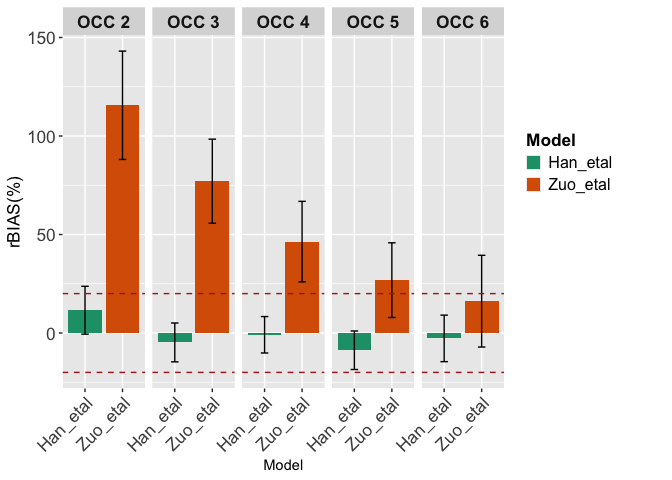 OCC 2 OCC 3 OCC 4 OCC 5 OCC 6
150
100
50
0
rBIAS(%)
Han_etal Zuo_etal Han_etal Zuo_etal Han_etal Zuo_etal Han_etal Zuo_etal Han_etal Zuo_etal
Model
Model
Han_etal
Zuo_etal